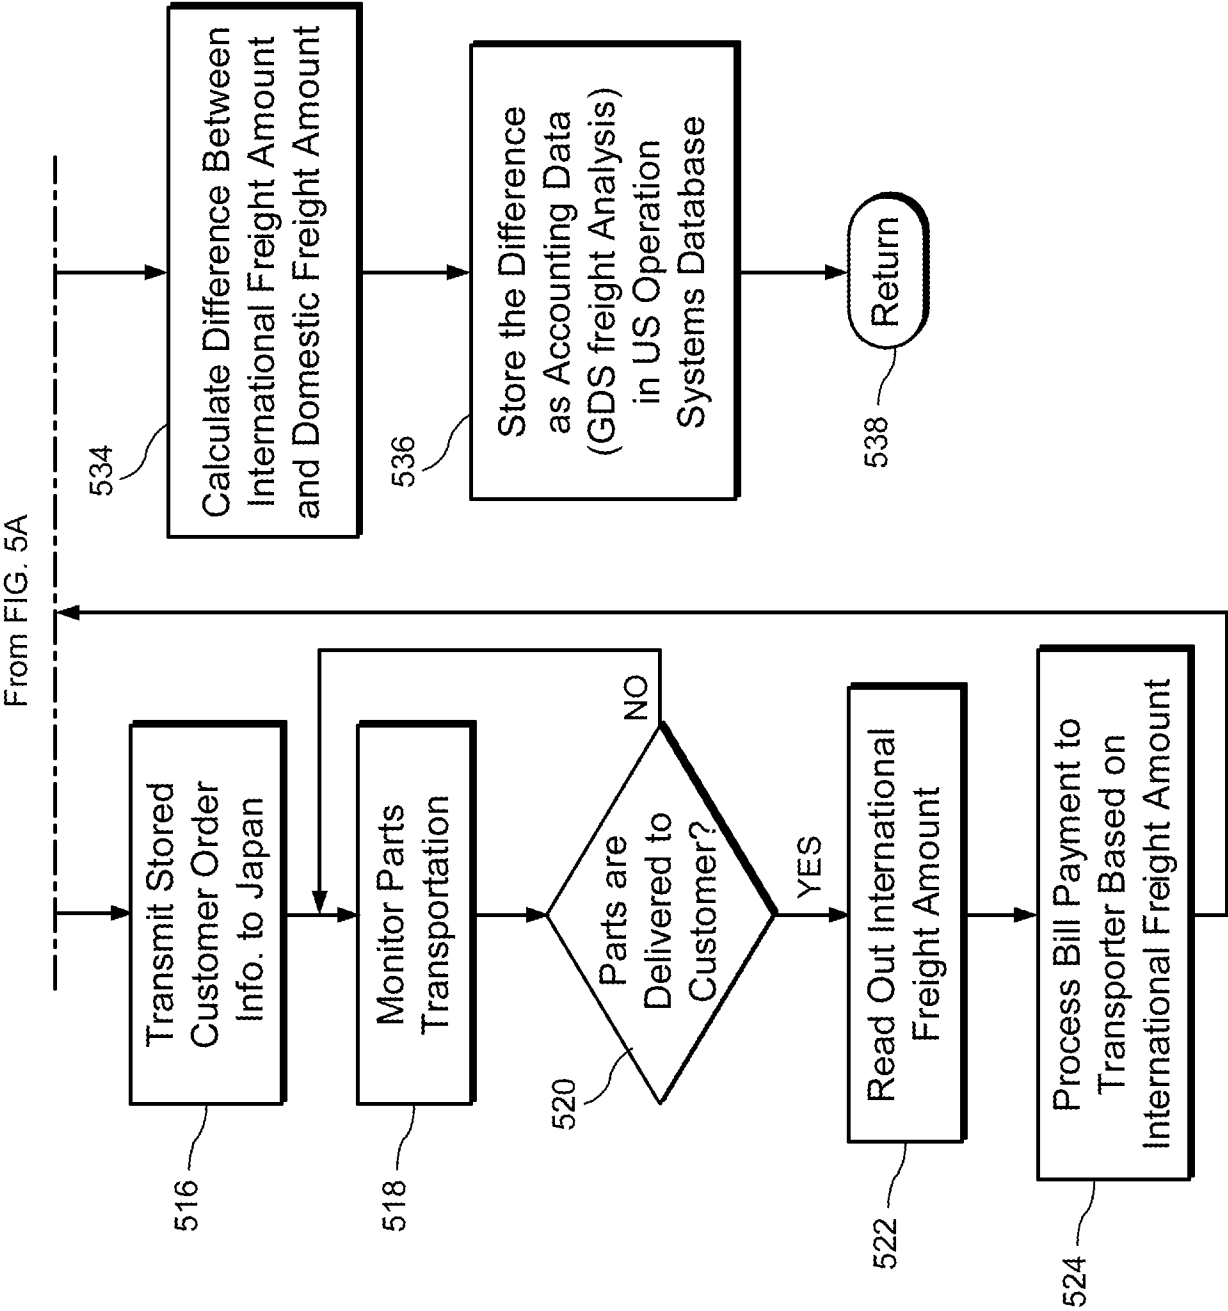 From FIG. 5A
Transmit Stored
Customer Order
Info. to Japan
516
Monitor Parts
Transportation
518
Parts are
Delivered to
Customer?
520
NO
YES
Read Out International
Freight Amount
522
Process Bill Payment to
Transporter Based on
International Freight Amount
524
Calculate Difference Between
International Freight Amount
and Domestic Freight Amount
534
Store the Difference
as Accounting Data
(GDS freight Analysis)
in US Operation
Systems Database
536
Return
538